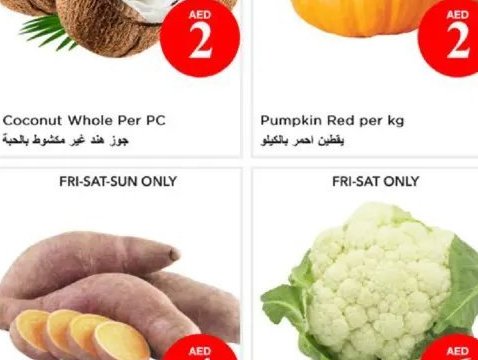 AED
2
AED
2
Coconut Whole Per PC
جوز هند غير مكشوط بالحبة
Pumpkin Red per kg
يقطين احمر بالكيلو
FRI-SAT-SUN ONLY
FRI-SAT ONLY
AED
AED